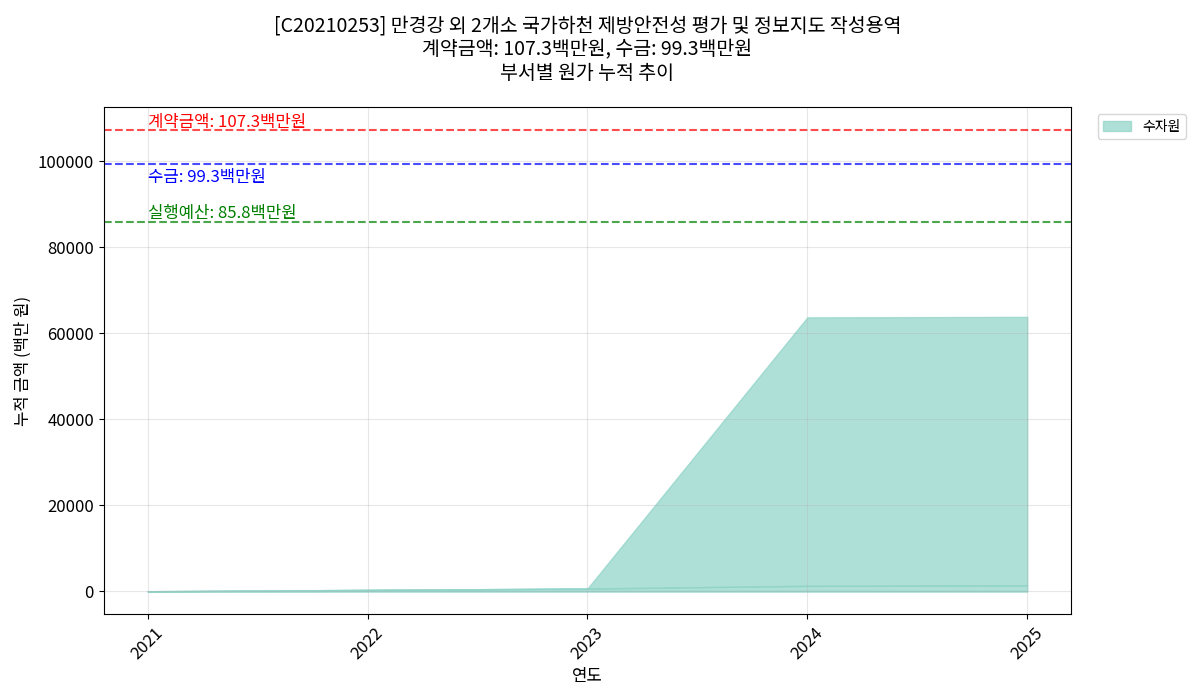 [C20210253] 만경강 외 2개소 국가하천 제방안전성 평가 및 정보지도 작성용역
계약금액: 107.3백만원, 수금: 99.3백만원
부서별 원가 누적 추이
계약금액: 107.3백만원
수금: 99.3백만원
실행예산: 85.8백만원
수자원
누적 금액 (백만 원)
100000
80000
60000
40000
20000
0
2021
2022
2023
2024
2025
연도